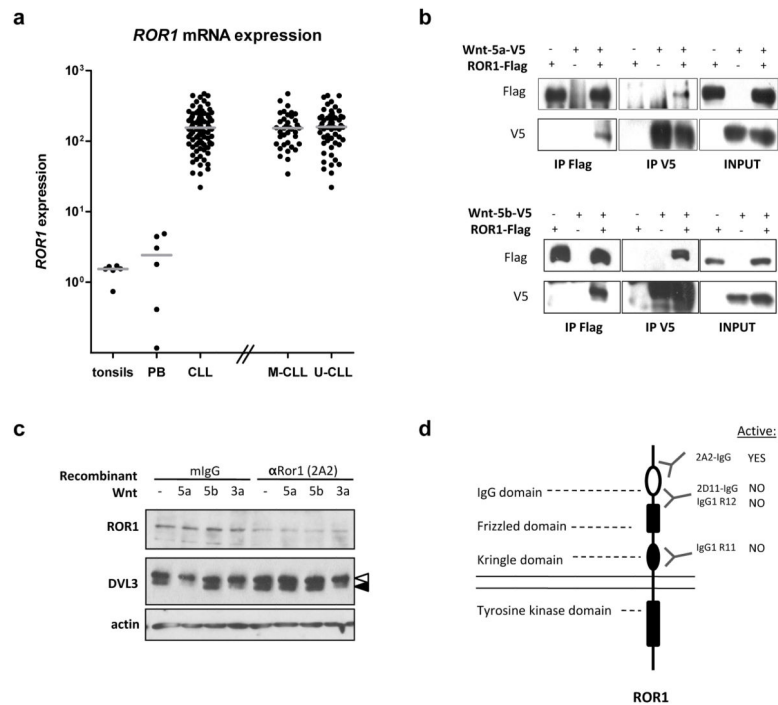 a
ROR1 mRNA expression
ROR1 expression
10³
10²
10¹
10⁰
tonsils PB CLL M-CLL U-CLL
b
Wnt-5a-V5 - + + - + + - + +
ROR1-Flag + - + + - + + - +
Flag
V5
IP Flag IP V5 INPUT
Wnt-5b-V5 - + + - + + - + +
ROR1-Flag + - + + - + + - +
Flag
V5
IP Flag IP V5 INPUT
c
Recombinant mIgG αRor1 (2A2)
Wnt - 5a 5b 3a - 5a 5b 3a
ROR1
DVL3
actin
d
Active:
2A2-IgG YES
IgG domain
2D11-IgG NO
IgG1 R12 NO
Frizzled domain
Kringle domain
IgG1 R11 NO
Tyrosine kinase domain
ROR1